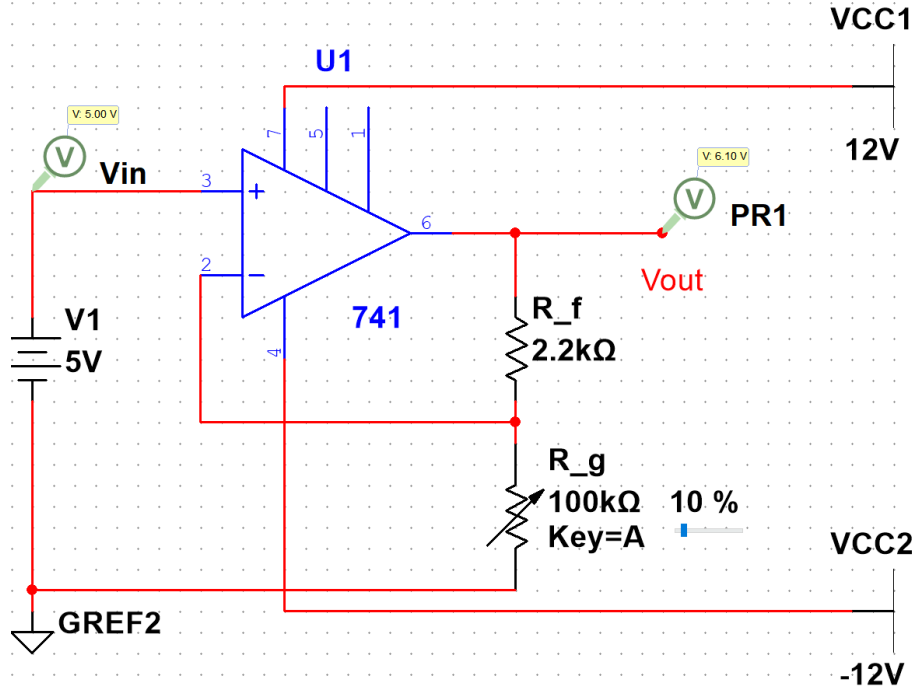 VCC1
U1
V: 5.00 V
7
5
1
12V
V: 6.10 V
V
Vin
3
+
V
PR1
6
2
−
Vout
V1
5V
741
4
R_f
2.2kΩ
R_g
100kΩ 10 %
Key=A
VCC2
GREF2
-12V